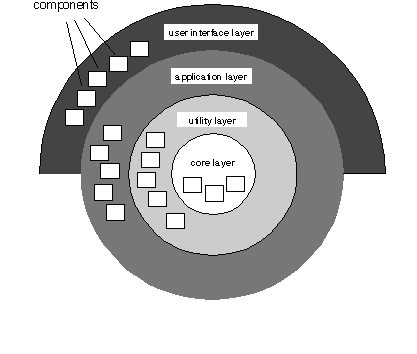 components
user interface layer
application layer
utility layer
core layer